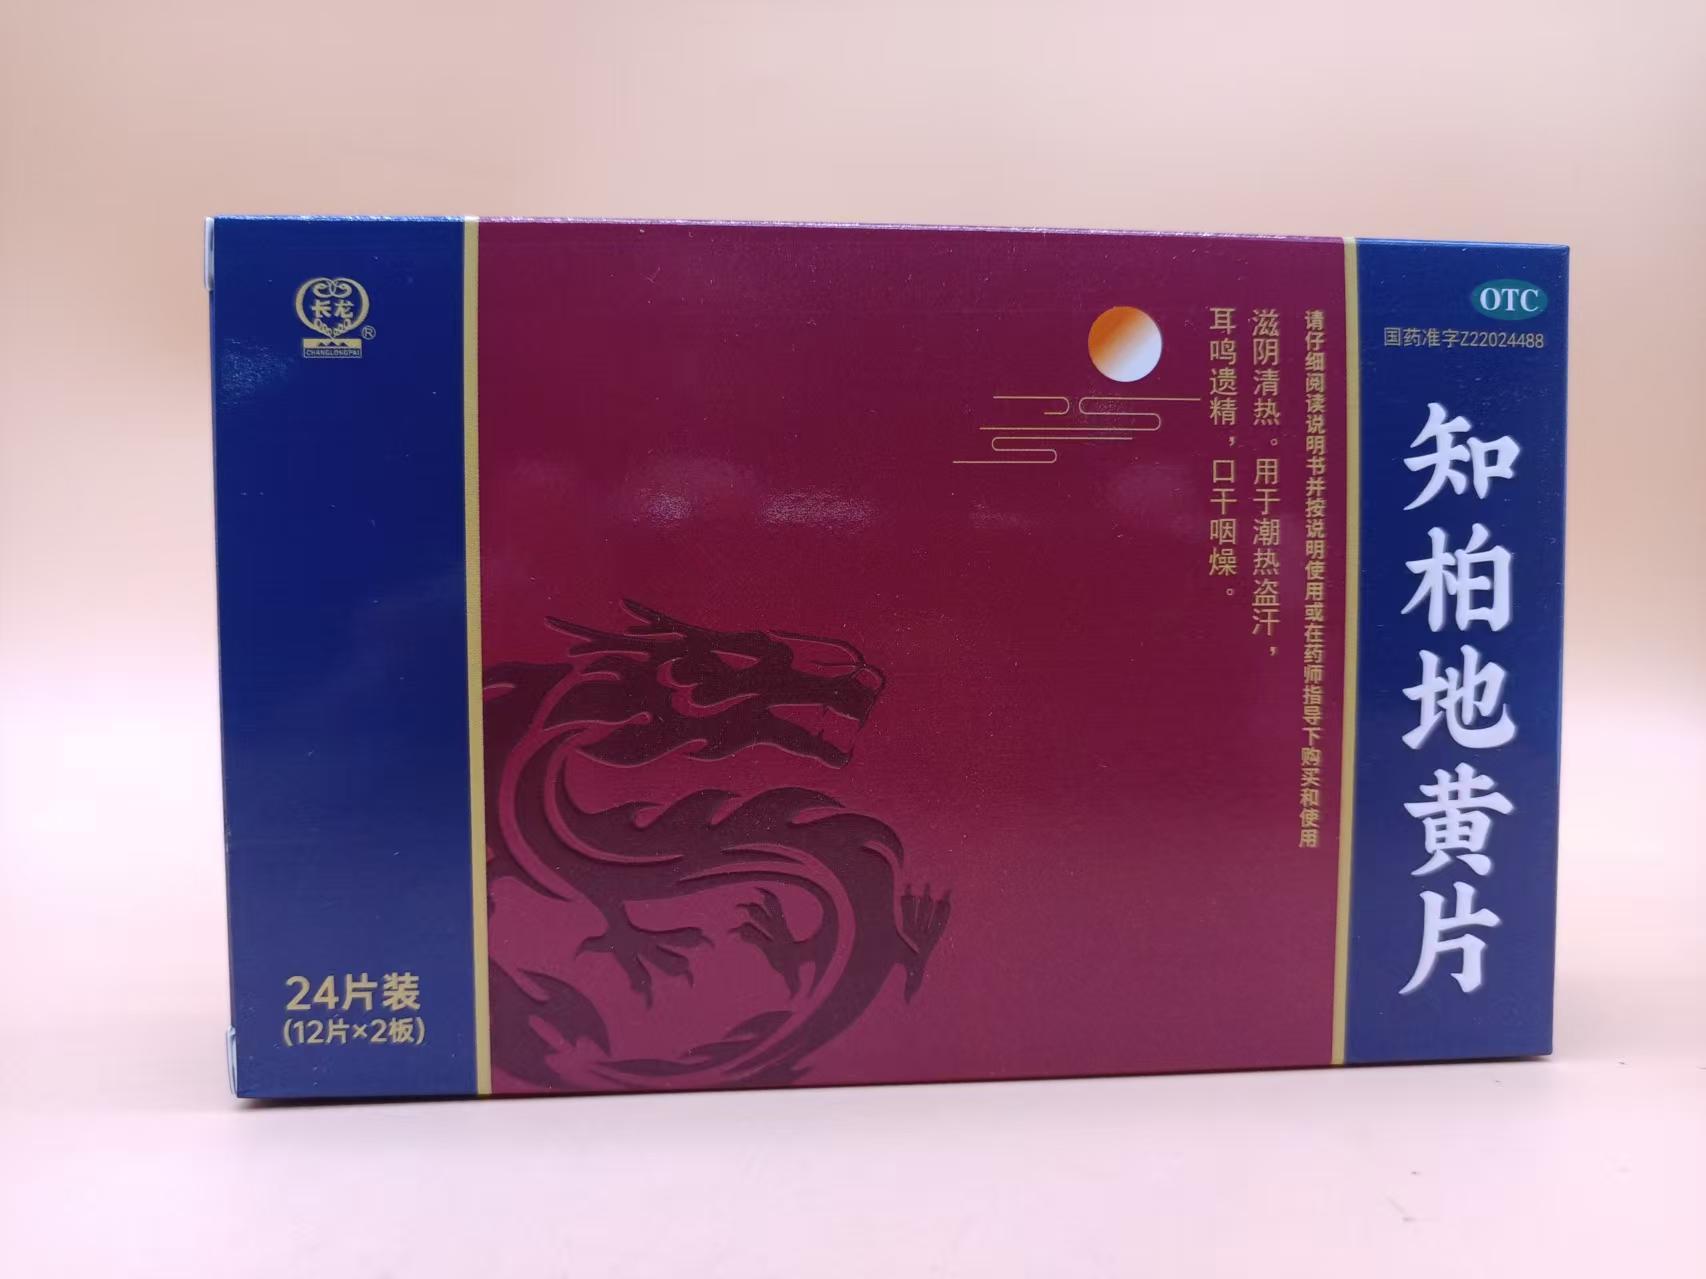 长龙
®
CHANGLONGPAI
24片装
(12片×2板)
OTC
国药准字Z22024488
知柏地黄片
请仔细阅读说明书并按说明使用或在药师指导下购买和使用
滋阴清热。用于潮热盗汗，
耳鸣遗精，口干咽燥。